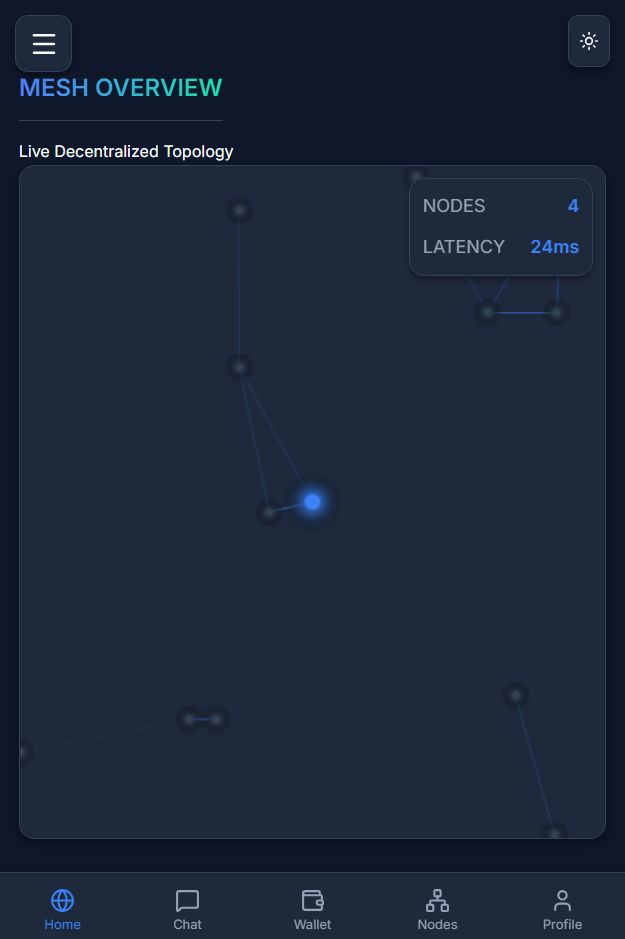 MESH OVERVIEW
Live Decentralized Topology
NODES 4
LATENCY 24ms
Home Chat Wallet Nodes Profile